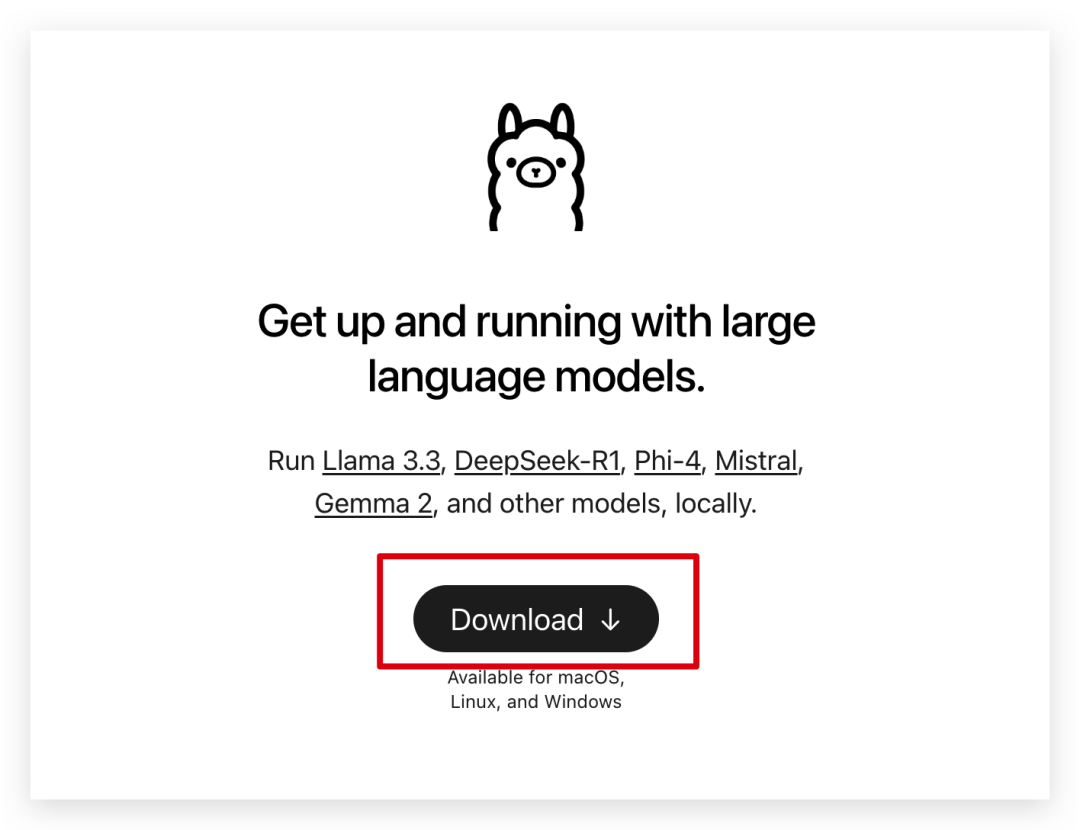 Get up and running with large
language models.
Run Llama 3.3, DeepSeek-R1, Phi-4, Mistral,
Gemma 2, and other models, locally.
Download ↓
Available for macOS,
Linux, and Windows